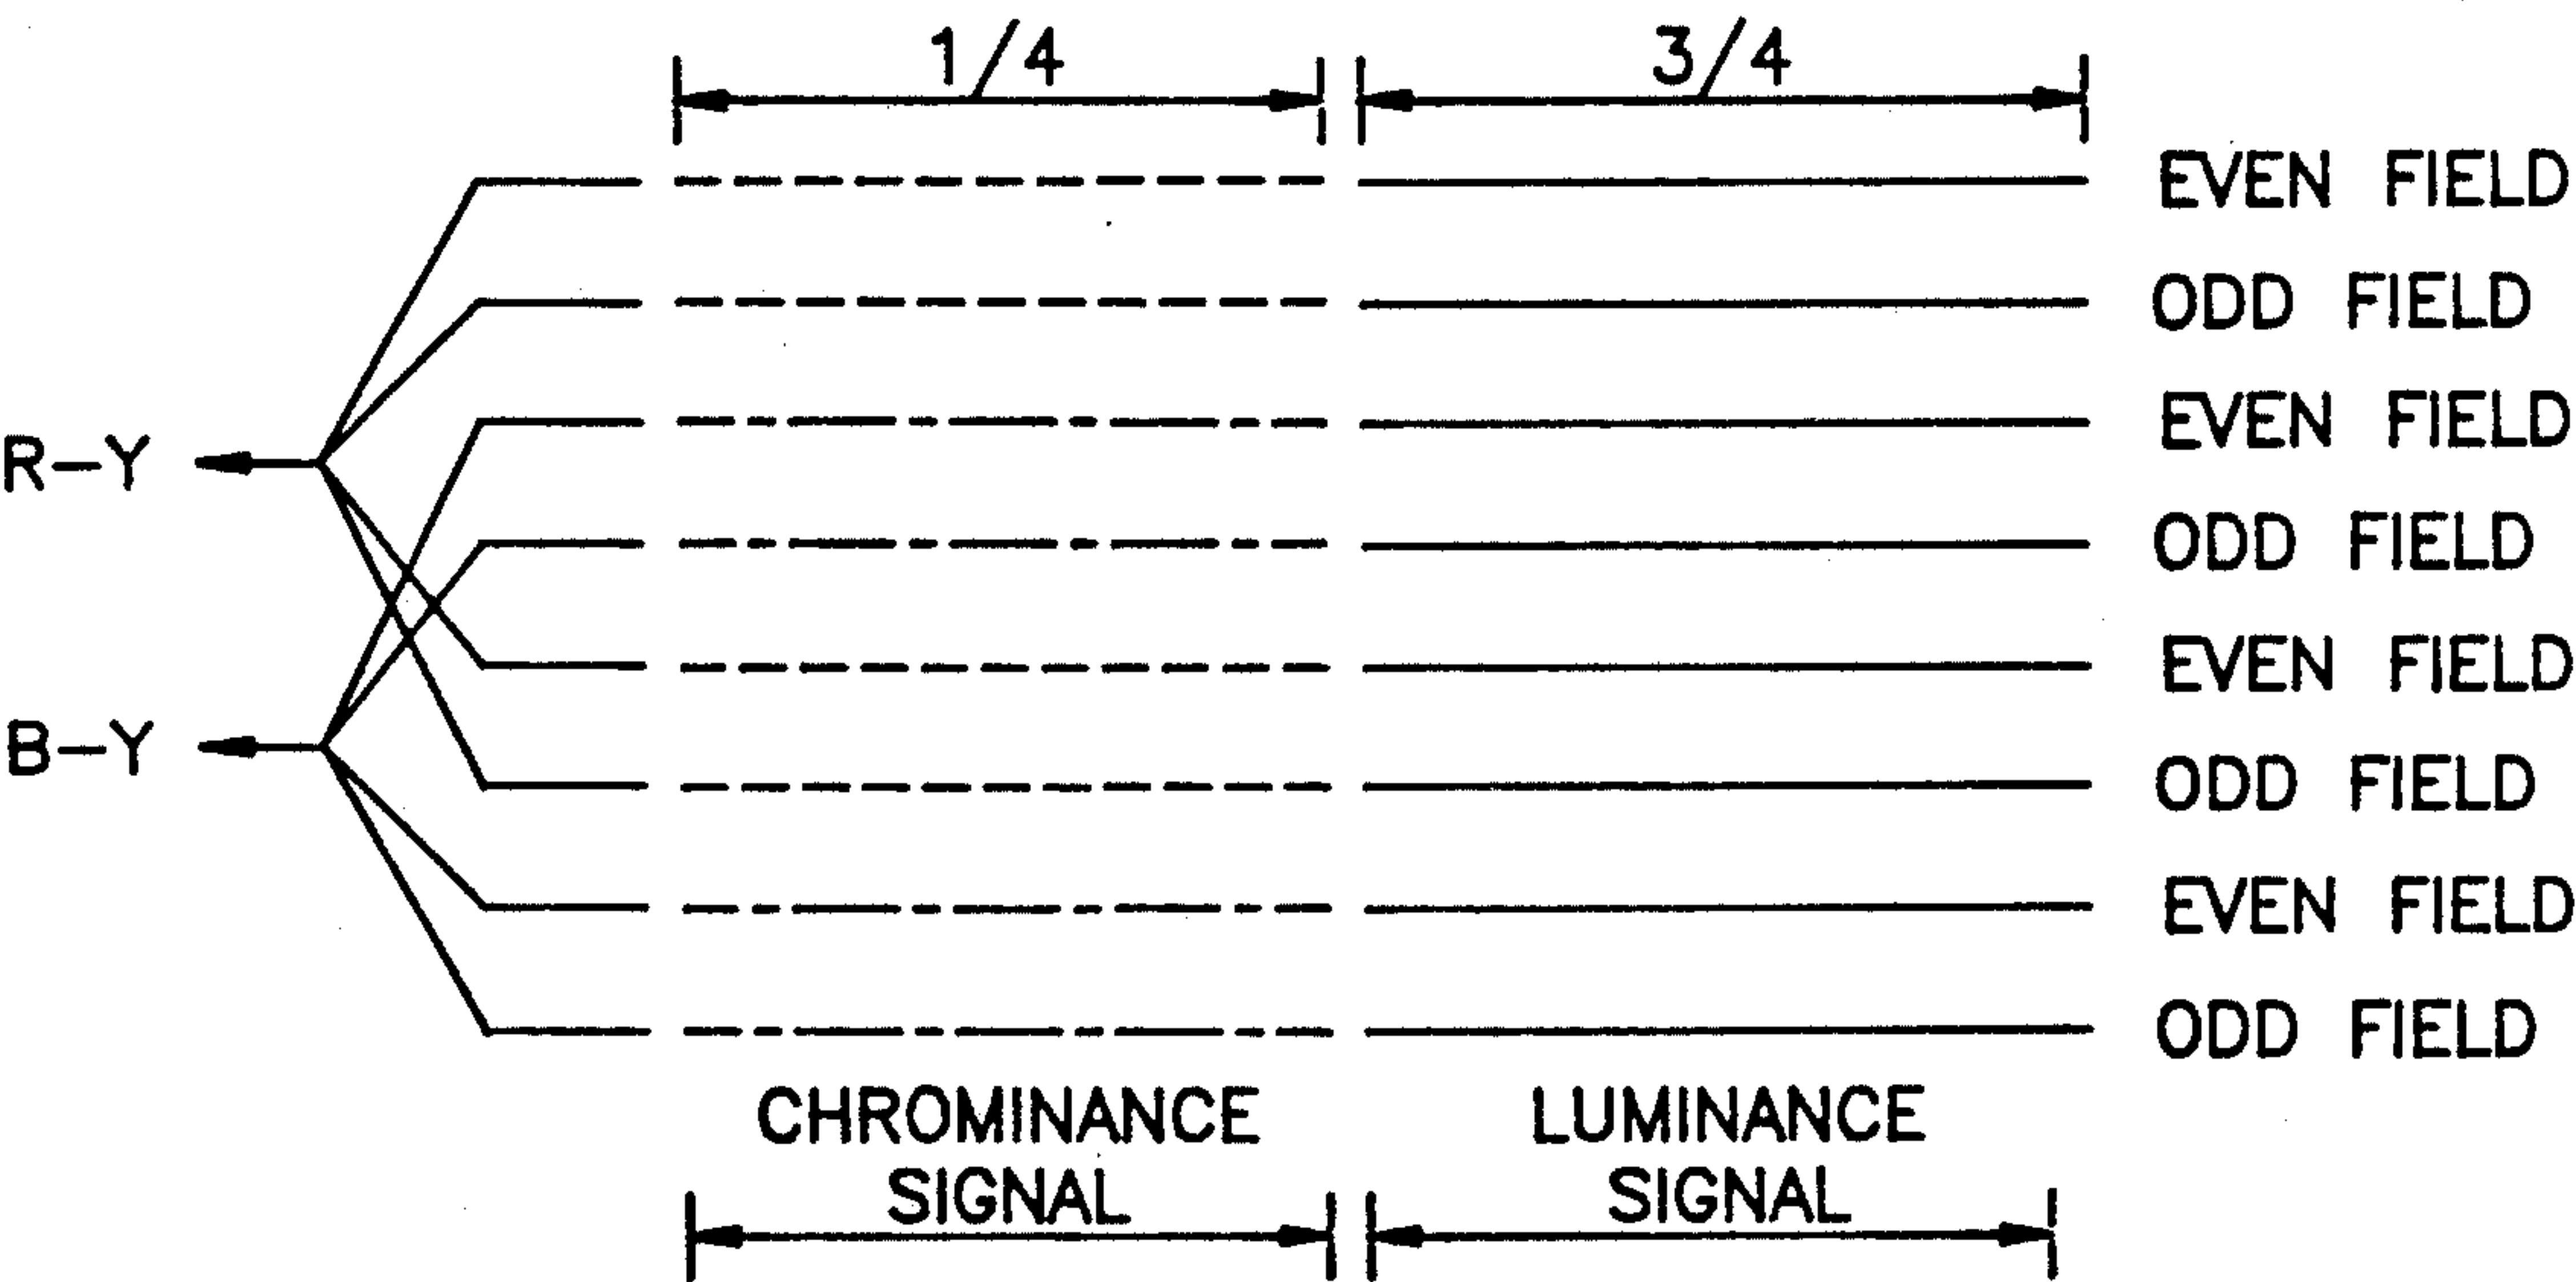 1/4 3/4
EVEN FIELD
ODD FIELD
EVEN FIELD
R-Y
ODD FIELD
EVEN FIELD
B-Y
ODD FIELD
EVEN FIELD
ODD FIELD
CHROMINANCE
SIGNAL
LUMINANCE
SIGNAL